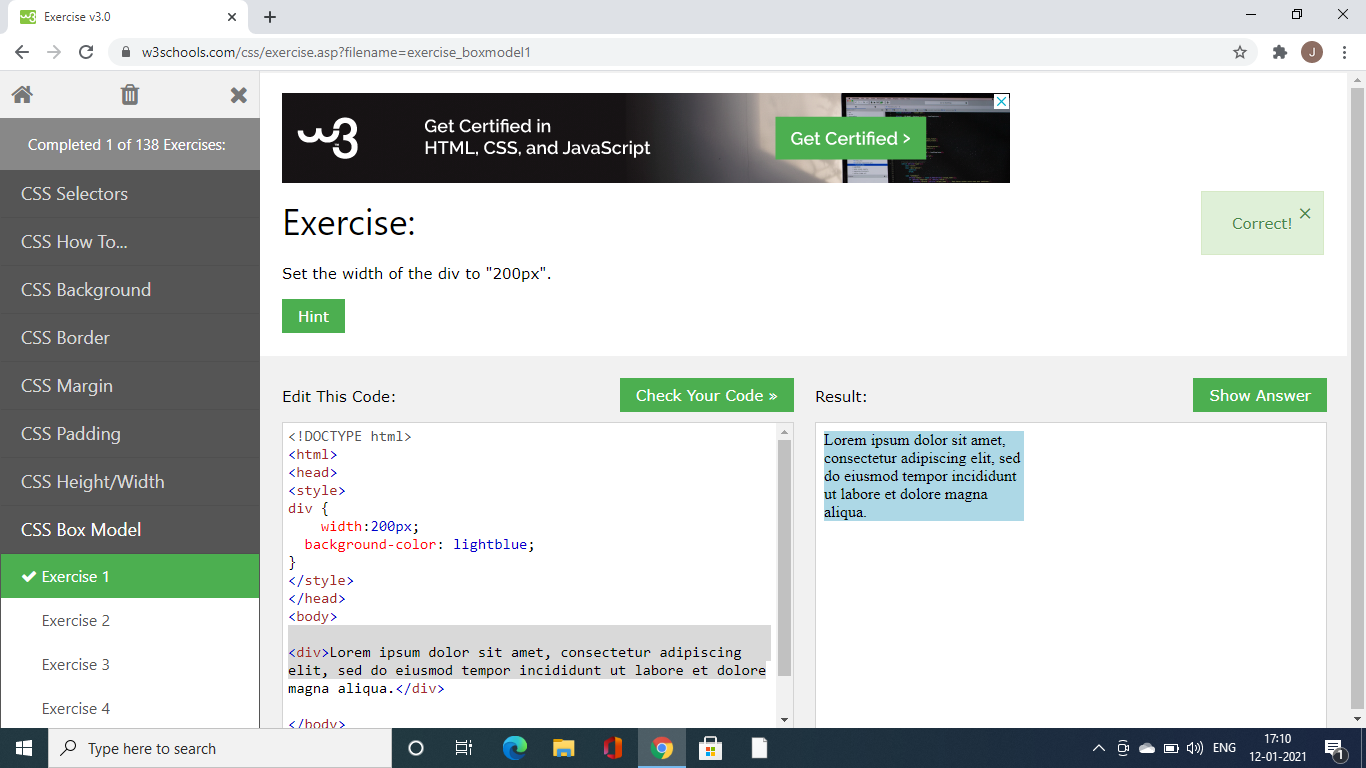 Exercise v3.0
w3schools.com/css/exercise.asp?filename=exercise_boxmodel1
J
Completed 1 of 138 Exercises:
CSS Selectors
CSS How To...
CSS Background
CSS Border
CSS Margin
CSS Padding
CSS Height/Width
CSS Box Model
Exercise 1
Exercise 2
Exercise 3
Exercise 4
w3
Get Certified in
HTML, CSS, and JavaScript
Get Certified >
Exercise:
Correct!
Set the width of the div to "200px".
Hint
Edit This Code:
Check Your Code »
<!DOCTYPE html>
<html>
<head>
<style>
div {
    width:200px;
  background-color: lightblue;
}
</style>
</head>
<body>
<div>Lorem ipsum dolor sit amet, consectetur adipiscing
elit, sed do eiusmod tempor incididunt ut labore et dolore
magna aliqua.</div>
</body>
Result:
Show Answer
Lorem ipsum dolor sit amet,
consectetur adipiscing elit, sed
do eiusmod tempor incididunt
ut labore et dolore magna
aliqua.
Type here to search
ENG
17:10
12-01-2021
1